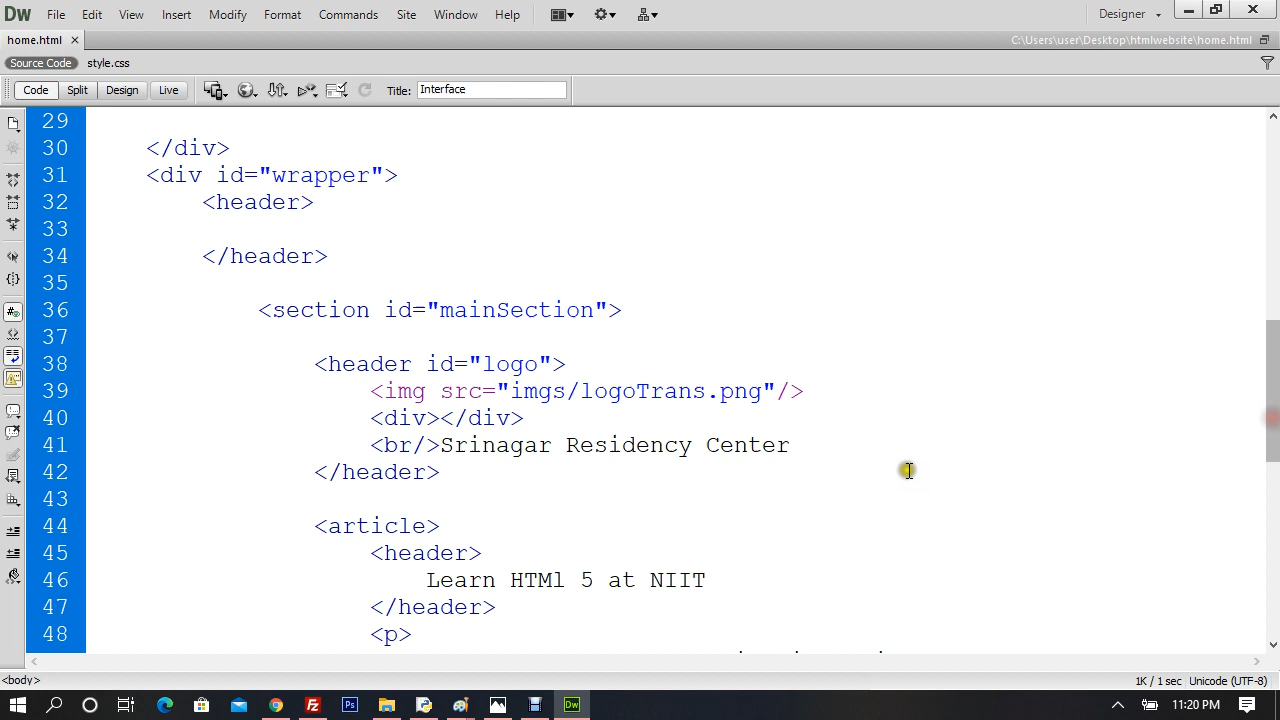 Dw File Edit View Insert Modify Format Commands Site Window Help Designer
home.html C:\Users\user\Desktop\htmlwebsite\home.html
Source Code style.css
Code Split Design Live Title: Interface
29
30 </div>
31 <div id="wrapper">
32 <header>
33
34 </header>
35
36 <section id="mainSection">
37
38 <header id="logo">
39 <img src="imgs/logoTrans.png"/>
40 <div></div>
41 <br/>Srinagar Residency Center
42 </header>
43
44 <article>
45 <header>
46 Learn HTMl 5 at NIIT
47 </header>
48 <p>
<body> 1K / 1 sec Unicode (UTF-8)
Fz Ps Dw 11:20 PM